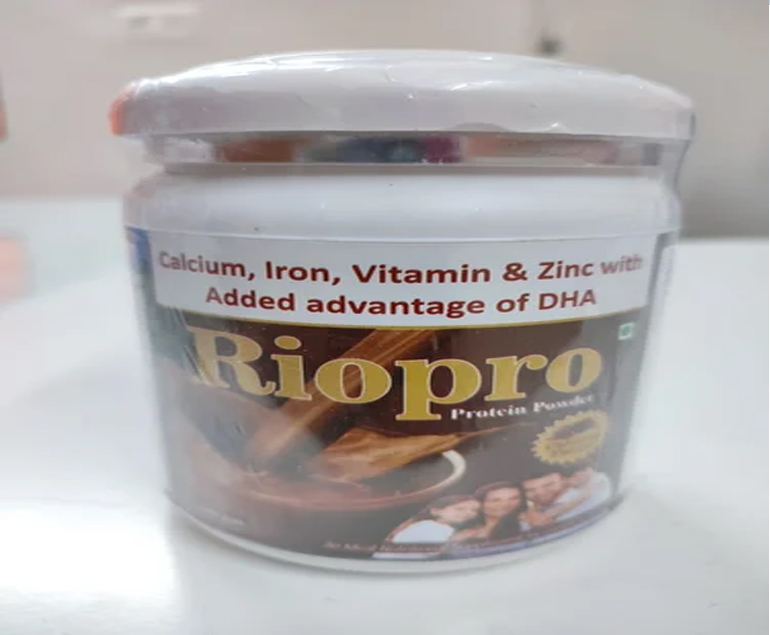 Calcium, Iron, Vitamin & Zinc with
Added advantage of DHA
Riopro
Protein Powder